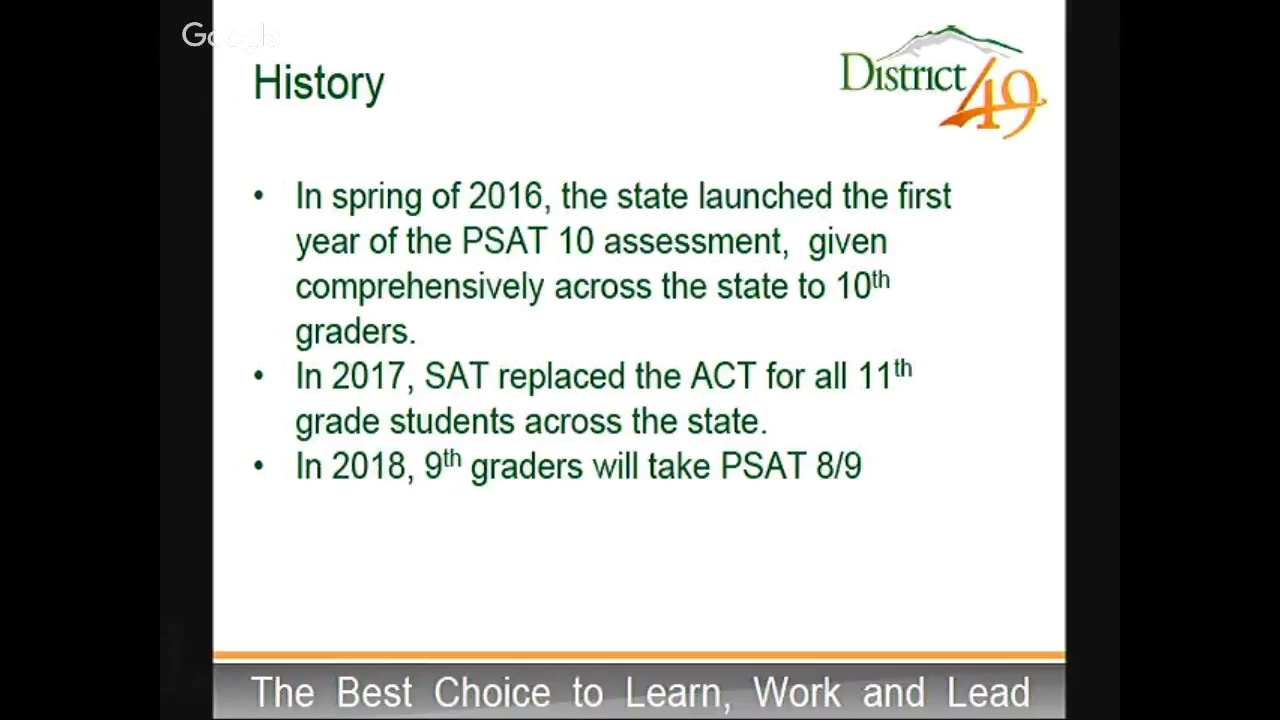 Google
History
District
49
• In spring of 2016, the state launched the first
year of the PSAT 10 assessment, given
comprehensively across the state to 10th
graders.
• In 2017, SAT replaced the ACT for all 11th
grade students across the state.
• In 2018, 9th graders will take PSAT 8/9
The Best Choice to Learn, Work and Lead